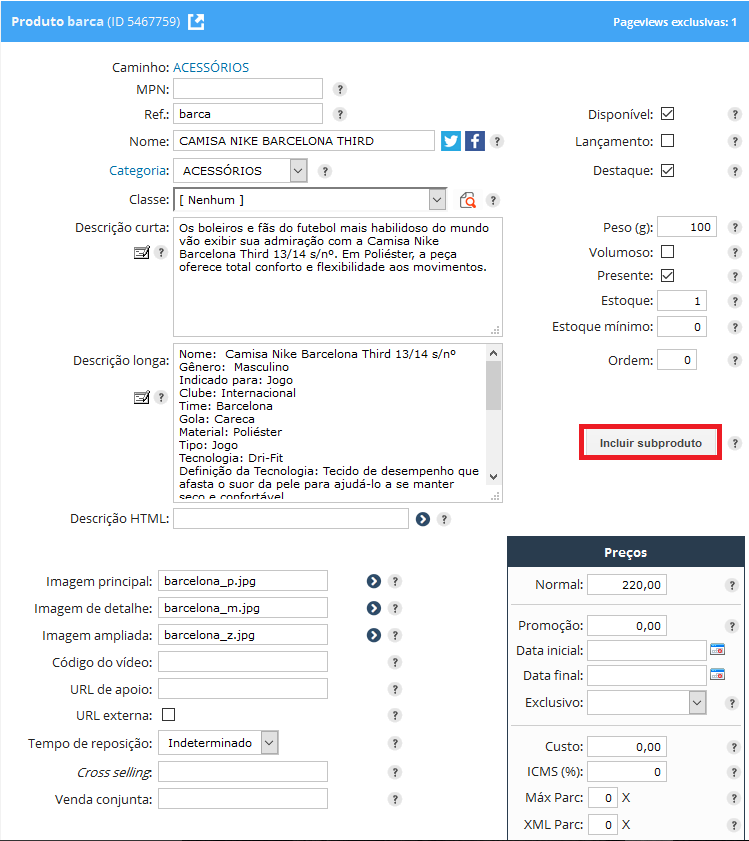 Produto barca (ID 5467759)
Pageviews exclusivas: 1
Caminho: ACESSÓRIOS
MPN:
Ref.: barca
Nome: CAMISA NIKE BARCELONA THIRD
Categoria: ACESSÓRIOS
Classe: [ Nenhum ]
Descrição curta: Os boleiros e fãs do futebol mais habilidoso do mundo
vão exibir sua admiração com a Camisa Nike
Barcelona Third 13/14 s/nº. Em Poliéster, a peça
oferece total conforto e flexibilidade aos movimentos.
Descrição longa: Nome: Camisa Nike Barcelona Third 13/14 s/nº
Gênero: Masculino
Indicado para: Jogo
Clube: Internacional
Time: Barcelona
Gola: Careca
Material: Poliéster
Tipo: Jogo
Tecnologia: Dri-Fit
Definição da Tecnologia: Tecido de desempenho que
afasta o suor da pele para ajudá-lo a se manter
seco e confortável
Descrição HTML:
Disponível:
Lançamento:
Destaque:
Peso (g): 100
Volumoso:
Presente:
Estoque: 1
Estoque mínimo: 0
Ordem: 0
Incluir subproduto
Imagem principal: barcelona_p.jpg
Imagem de detalhe: barcelona_m.jpg
Imagem ampliada: barcelona_z.jpg
Código do vídeo:
URL de apoio:
URL externa:
Tempo de reposição: Indeterminado
Cross selling:
Venda conjunta:
Preços
Normal: 220,00
Promoção: 0,00
Data inicial:
Data final:
Exclusivo:
Custo: 0,00
ICMS (%): 0
Máx Parc: 0 X
XML Parc: 0 X